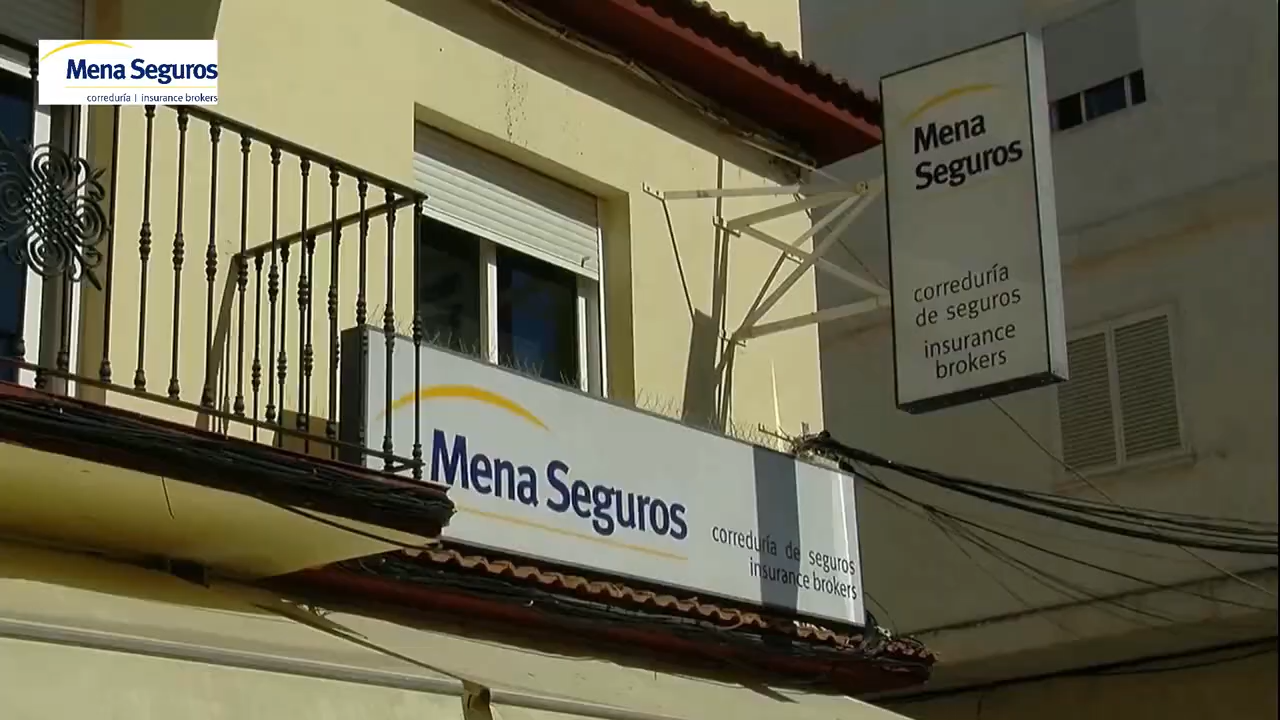 Mena Seguros
correduría | insurance brokers
Mena
Seguros
correduría
de seguros
insurance
brokers
Mena Seguros
correduría de seguros
insurance brokers